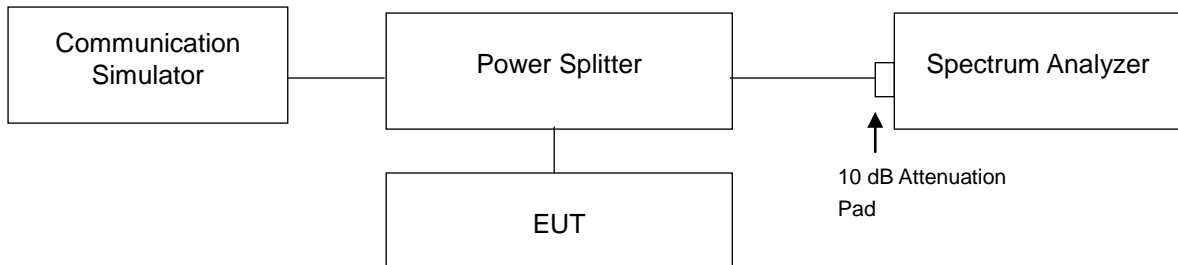 Communication
Simulator
Power Splitter
Spectrum Analyzer
10 dB Attenuation
Pad
EUT